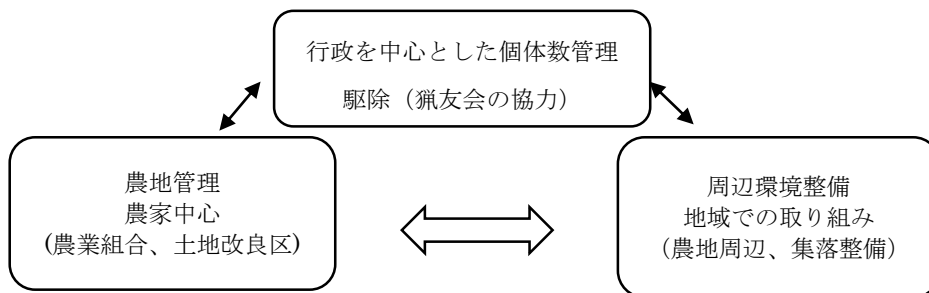 行政を中心とした個体数管理
駆除（猟友会の協力）
農地管理
農家中心
(農業組合、土地改良区)
周辺環境整備
地域での取り組み
（農地周辺、集落整備）